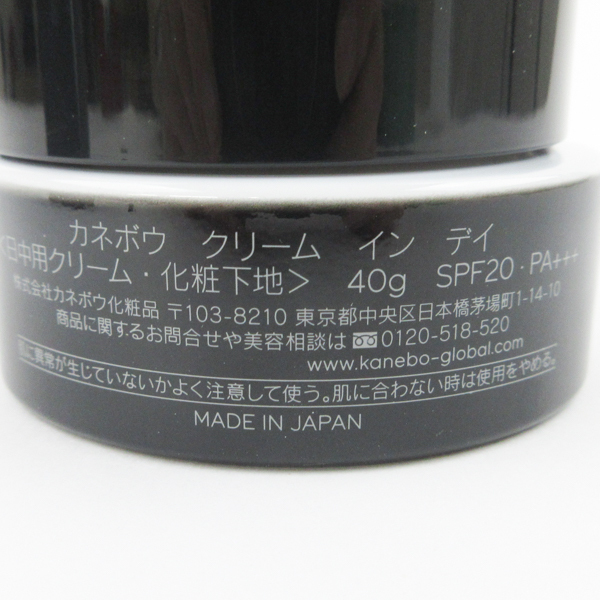 カネボウ クリーム イン デイ
<日中用クリーム・化粧下地> 40g SPF20・PA+++
株式会社カネボウ化粧品 〒103-8210 東京都中央区日本橋茅場町1-14-10
商品に関するお問合せや美容相談は 0120-518-520
www.kanebo-global.com
肌に異常が生じていないかよく注意して使う。肌に合わない時は使用をやめる。
MADE IN JAPAN